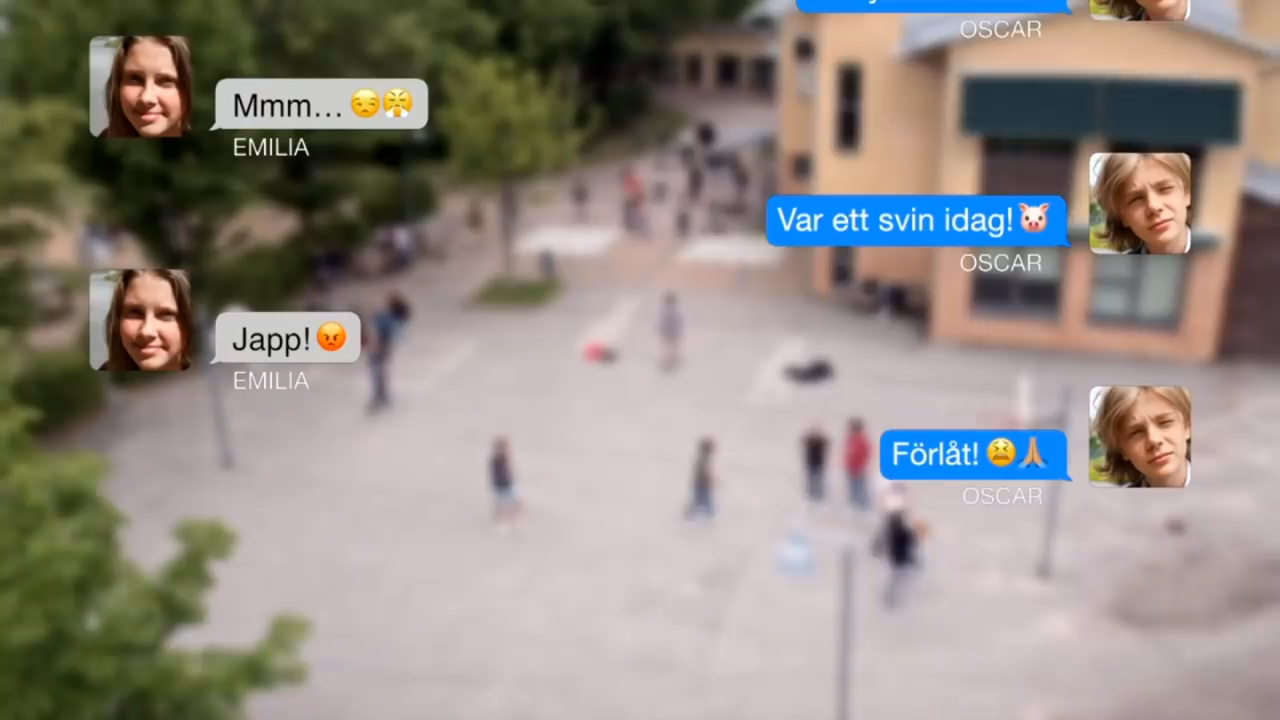 OSCAR
Mmm...😒😤
EMILIA
Var ett svin idag!🐷
OSCAR
Japp!😡
EMILIA
Förlåt! 😫🙏
OSCAR